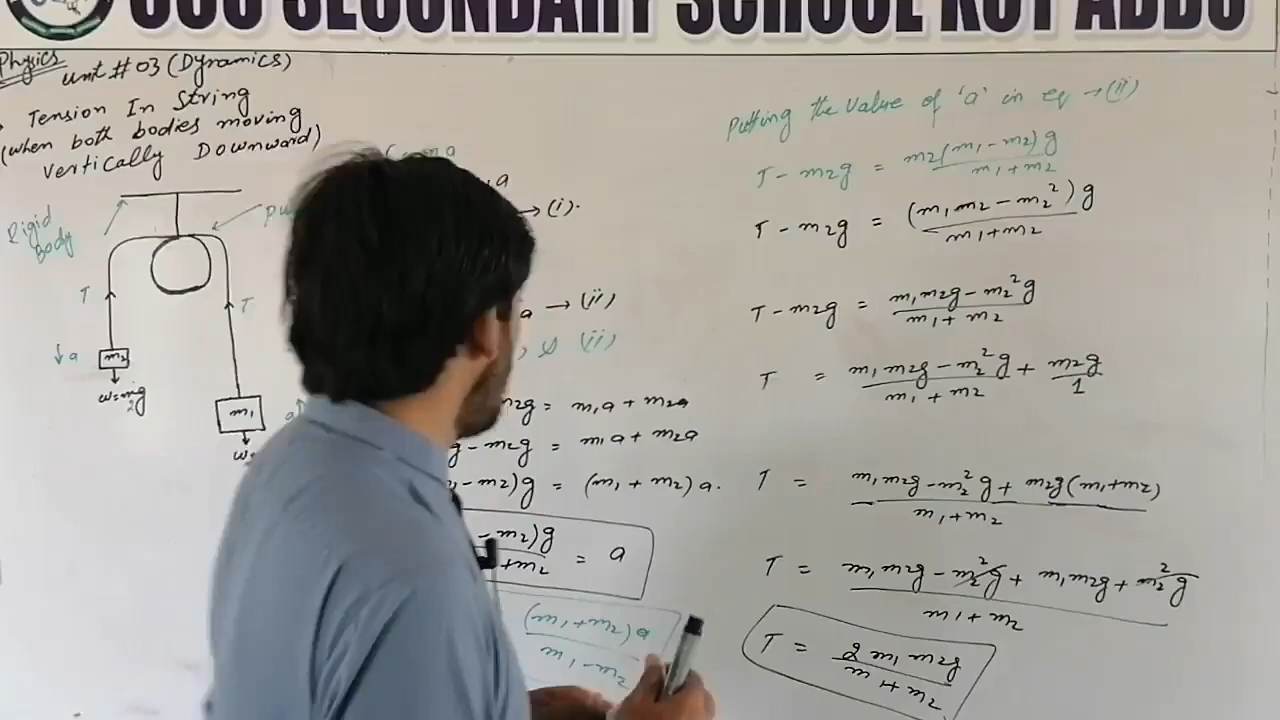 SECONDARY SCHOOL KOT ADDU
Physics
Unit # 03 (Dynamics)
Tension In String
(when both bodies moving
vertically Downward)
Rigid
Body
T
T
↓ a
m2
w=m2g
m1
a
a
→(i).
a → (ii)
, & (ii)
m2g = m1a + m2a
g - m2g = m1a + m2a
- m2)g = (m1 + m2) a.
- m2)g = a
+ m2
(m1 + m2) a
m1 - m2
Putting the value of 'a' in eq → (ii)
T - m2g = m2(m1 - m2)g / m1+m2
T - m2g = (m1m2 - m2²)g / m1+m2
T - m2g = m1m2g - m2²g / m1 + m2
T = m1m2g - m2²g / m1 + m2 + m2g / 1
T = m1m2g - m2²g + m2g(m1+m2) / m1+m2
T = m1m2g - m2²g + m1m2g + m2²g / m1+m2
T = 2 m1m2g / m1+m2